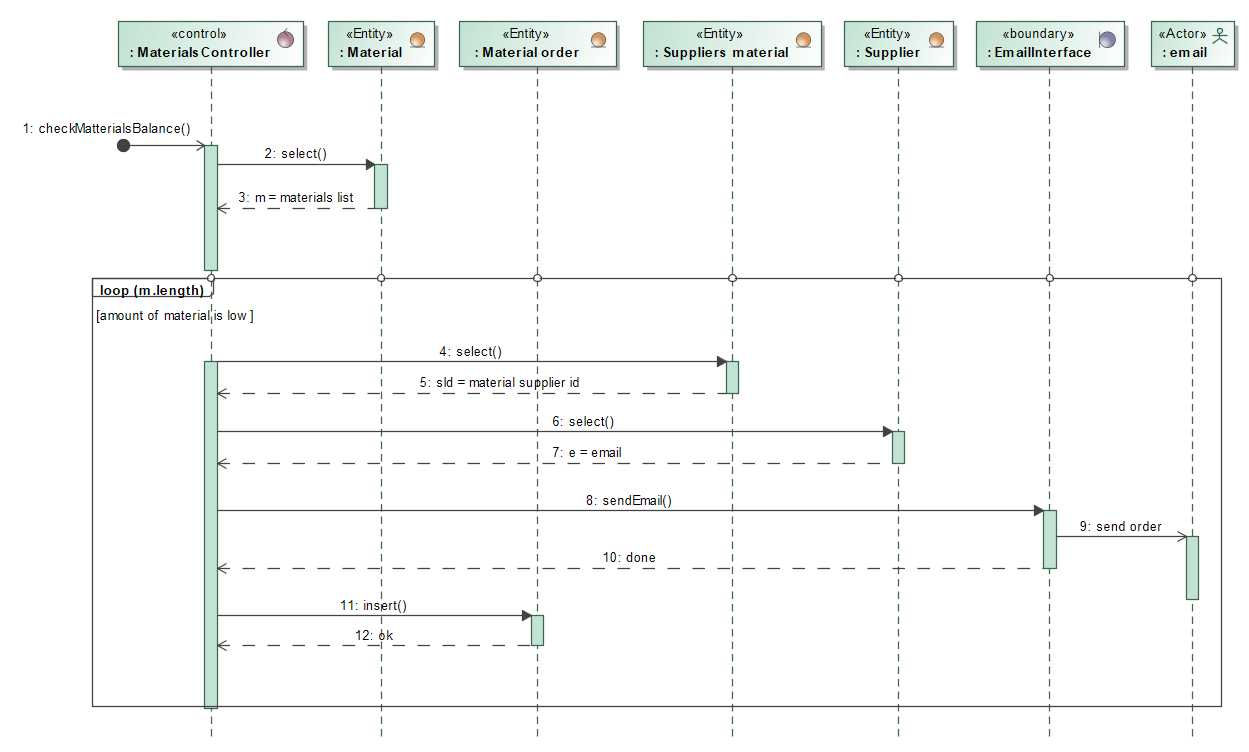 «control»
: MaterialsController
«Entity»
: Material
«Entity»
: Material order
«Entity»
: Suppliers material
«Entity»
: Supplier
«boundary»
: EmailInterface
«Actor»
: email
1: checkMatterialsBalance()
2: select()
3: m = materials list
loop (m.length)
[amount of material is low ]
4: select()
5: sId = material supplier id
6: select()
7: e = email
8: sendEmail()
9: send order
10: done
11: insert()
12: ok